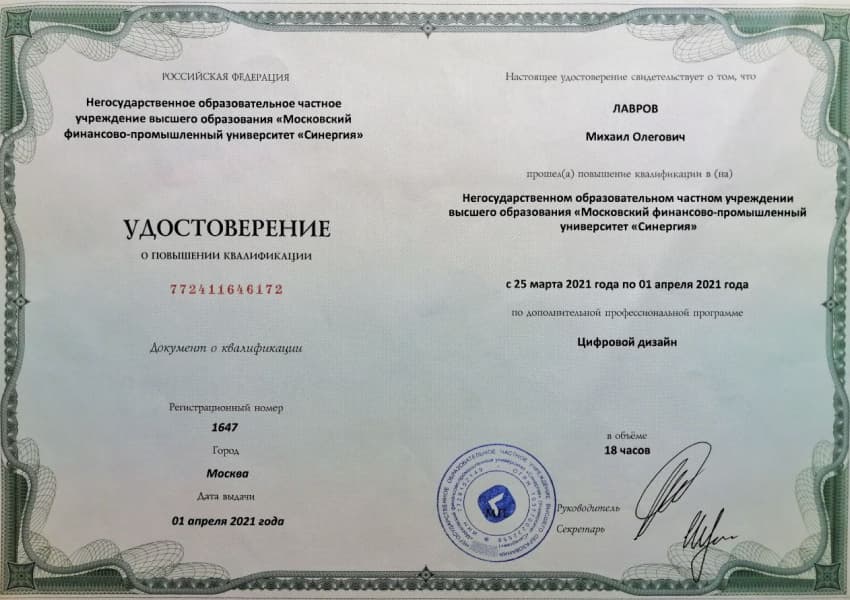 РОССИЙСКАЯ ФЕДЕРАЦИЯ
Негосударственное образовательное частное
учреждение высшего образования «Московский
финансово-промышленный университет «Синергия»
УДОСТОВЕРЕНИЕ
О ПОВЫШЕНИИ КВАЛИФИКАЦИИ
772411646172
Документ о квалификации
Регистрационный номер
1647
Город
Москва
Дата выдачи
01 апреля 2021 года
Настоящее удостоверение свидетельствует о том, что
ЛАВРОВ
Михаил Олегович
прошел(а) повышение квалификации в (на)
Негосударственном образовательном частном учреждении
высшего образования «Московский финансово-промышленный
университет «Синергия»
с 25 марта 2021 года по 01 апреля 2021 года
по дополнительной профессиональной программе
Цифровой дизайн
в объёме
18 часов
М.П.
Руководитель
Секретарь